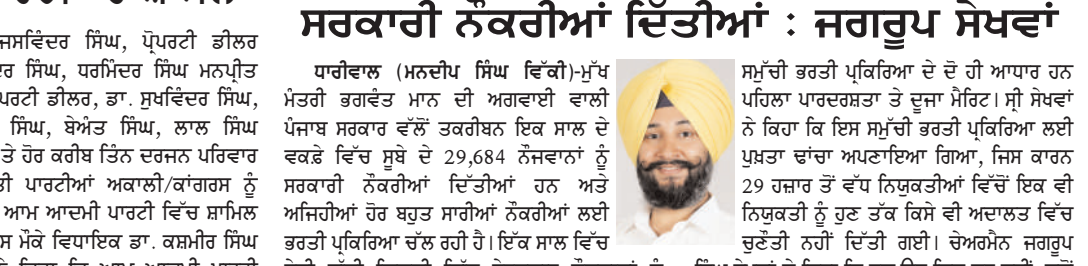 ਸਰਕਾਰੀ ਨੌਕਰੀਆਂ ਦਿੱਤੀਆਂ : ਜਗਰੂਪ ਸੇਖਵਾਂ
ਜਸਵਿੰਦਰ ਸਿੰਘ, ਪ੍ਰੋਪਰਟੀ ਡੀਲਰ
ਸਿੰਘ, ਧਰਮਿੰਦਰ ਸਿੰਘ ਮਨਪ੍ਰੀਤ
ਡੀਲਰ, ਡਾ. ਸੁਖਵਿੰਦਰ ਸਿੰਘ,
ਸਿੰਘ, ਬੇਅੰਤ ਸਿੰਘ, ਲਾਲ ਸਿੰਘ
ਤੇ ਹੋਰ ਕਰੀਬ ਤਿੰਨ ਦਰਜਨ ਪਰਿਵਾਰ
ਪਾਰਟੀਆਂ ਅਕਾਲੀ/ਕਾਂਗਰਸ ਨੂੰ
ਆਮ ਆਦਮੀ ਪਾਰਟੀ ਵਿੱਚ ਸ਼ਾਮਿਲ
ਮੌਕੇ ਵਿਧਾਇਕ ਡਾ. ਕਸ਼ਮੀਰ ਸਿੰਘ
ਧਾਰੀਵਾਲ (ਮਨਦੀਪ ਸਿੰਘ ਵਿੱਕੀ)-ਮੁੱਖ
ਮੰਤਰੀ ਭਗਵੰਤ ਮਾਨ ਦੀ ਅਗਵਾਈ ਵਾਲੀ
ਪੰਜਾਬ ਸਰਕਾਰ ਵੱਲੋਂ ਤਕਰੀਬਨ ਇਕ ਸਾਲ ਦੇ
ਵਕਫ਼ੇ ਵਿੱਚ ਸੂਬੇ ਦੇ 29,684 ਨੌਜਵਾਨਾਂ ਨੂੰ
ਸਰਕਾਰੀ ਨੌਕਰੀਆਂ ਦਿੱਤੀਆਂ ਹਨ ਅਤੇ
ਅਜਿਹੀਆਂ ਹੋਰ ਬਹੁਤ ਸਾਰੀਆਂ ਨੌਕਰੀਆਂ ਲਈ
ਭਰਤੀ ਪ੍ਰਕਿਰਿਆ ਚੱਲ ਰਹੀ ਹੈ। ਇੱਕ ਸਾਲ ਵਿੱਚ
ਸਮੁੱਚੀ ਭਰਤੀ ਪ੍ਰਕਿਰਿਆ ਦੇ ਦੋ ਹੀ ਆਧਾਰ ਹਨ
ਪਹਿਲਾ ਪਾਰਦਰਸ਼ਤਾ ਤੇ ਦੂਜਾ ਮੈਰਿਟ। ਸ੍ਰੀ ਸੇਖਵਾਂ
ਨੇ ਕਿਹਾ ਕਿ ਇਸ ਸਮੁੱਚੀ ਭਰਤੀ ਪ੍ਰਕਿਰਿਆ ਲਈ
ਪੁਖ਼ਤਾ ਢਾਂਚਾ ਅਪਣਾਇਆ ਗਿਆ, ਜਿਸ ਕਾਰਨ
29 ਹਜ਼ਾਰ ਤੋਂ ਵੱਧ ਨਿਯੁਕਤੀਆਂ ਵਿੱਚੋਂ ਇਕ ਵੀ
ਨਿਯੁਕਤੀ ਨੂੰ ਹੁਣ ਤੱਕ ਕਿਸੇ ਵੀ ਅਦਾਲਤ ਵਿੱਚ
ਚੁਣੌਤੀ ਨਹੀਂ ਦਿੱਤੀ ਗਈ। ਚੇਅਰਮੈਨ ਜਗਰੂਪ